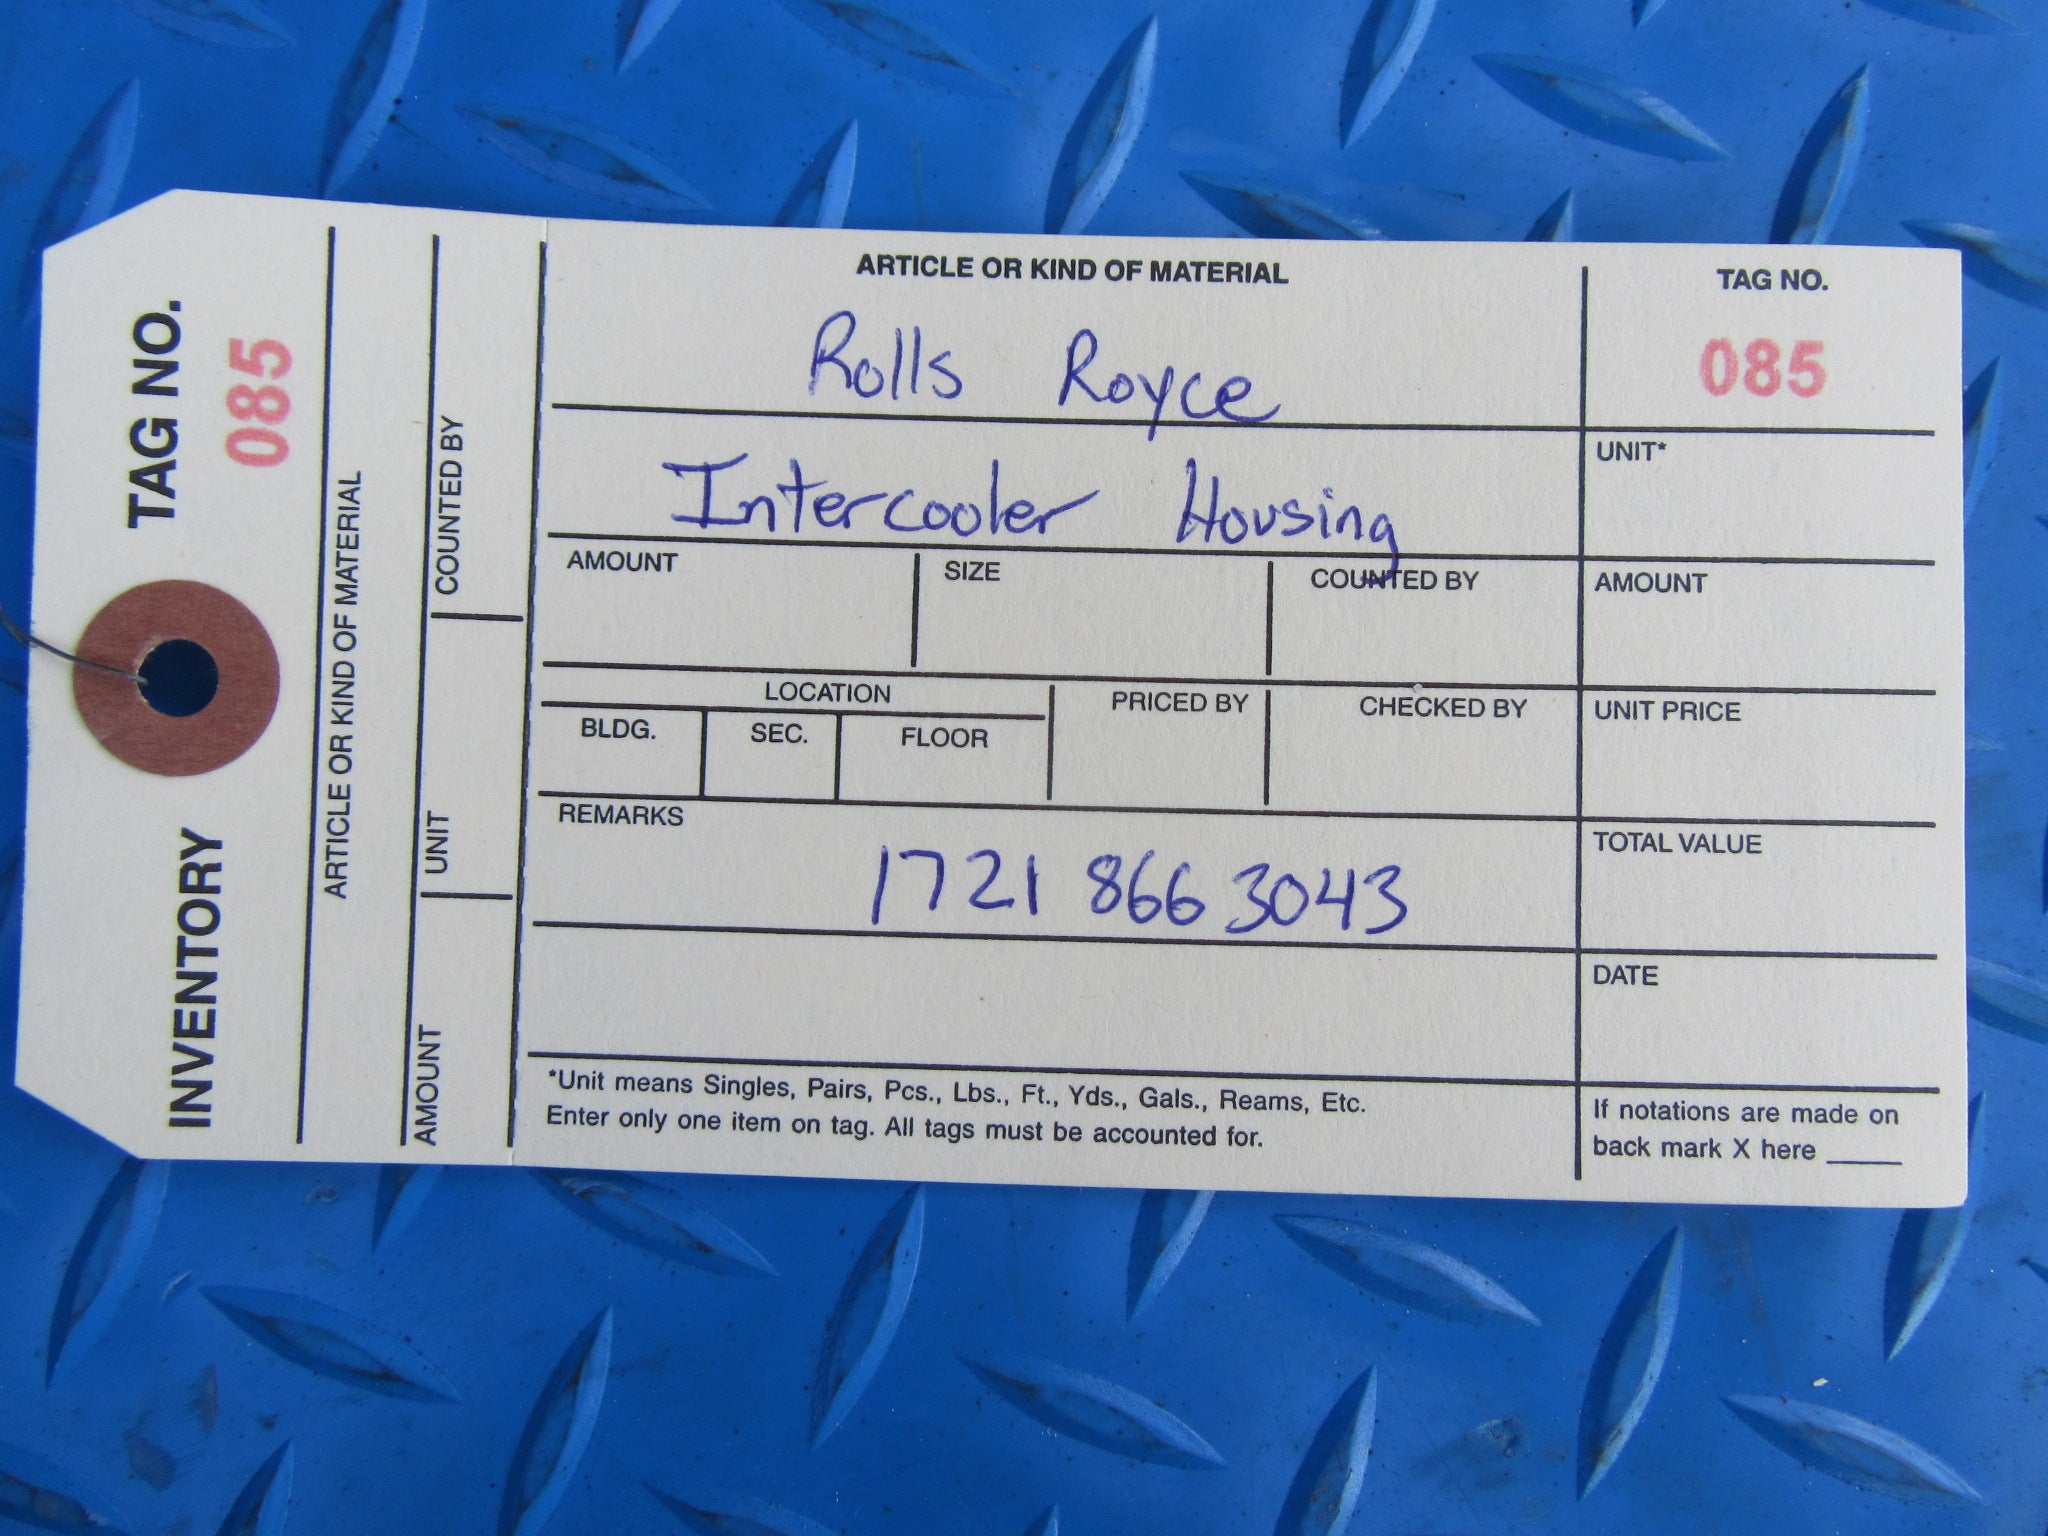 INVENTORY TAG NO.
085
ARTICLE OR KIND OF MATERIAL
AMOUNT UNIT COUNTED BY
ARTICLE OR KIND OF MATERIAL
Rolls Royce
Intercooler Housing
TAG NO.
085
UNIT*
AMOUNT SIZE COUNTED BY
AMOUNT
LOCATION
BLDG. SEC. FLOOR
PRICED BY CHECKED BY
UNIT PRICE
REMARKS
1721 866 3043
TOTAL VALUE
DATE
*Unit means Singles, Pairs, Pcs., Lbs., Ft., Yds., Gals., Reams, Etc.
Enter only one item on tag. All tags must be accounted for.
If notations are made on
back mark X here _____